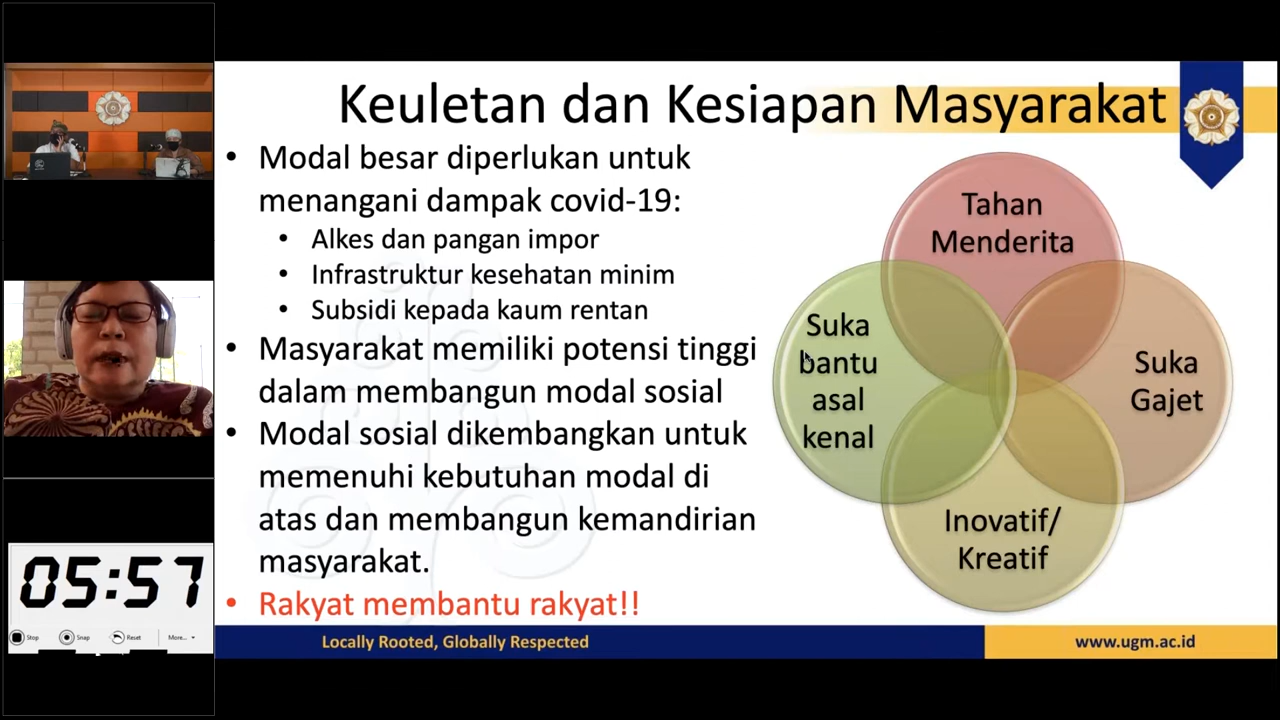 Keuletan dan Kesiapan Masyarakat
• Modal besar diperlukan untuk
menangani dampak covid-19:
• Alkes dan pangan impor
• Infrastruktur kesehatan minim
• Subsidi kepada kaum rentan
• Masyarakat memiliki potensi tinggi
dalam membangun modal sosial
• Modal sosial dikembangkan untuk
memenuhi kebutuhan modal di
atas dan membangun kemandirian
masyarakat.
• Rakyat membantu rakyat!!
Tahan
Menderita
Suka
bantu
asal
kenal
Suka
Gajet
Inovatif/
Kreatif
05:57
Stop Snap Reset More...
Locally Rooted, Globally Respected
www.ugm.ac.id